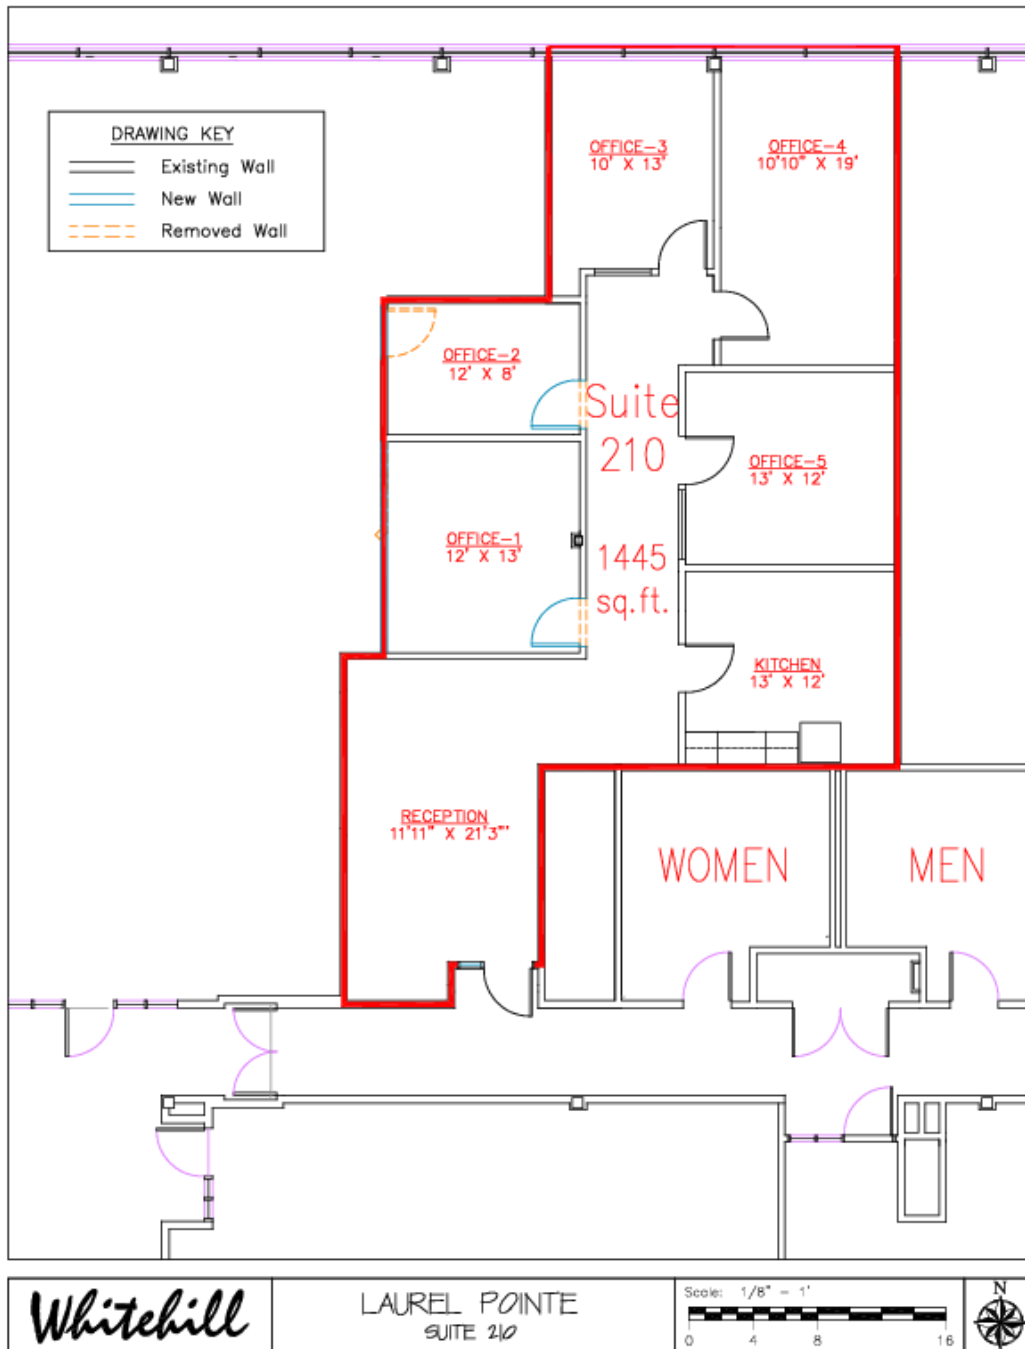 DRAWING KEY
Existing Wall
New Wall
Removed Wall
OFFICE-3
10' X 13'
OFFICE-4
10'10" X 19'
OFFICE-2
12' X 8'
Suite
210
OFFICE-5
13' X 12'
OFFICE-1
12' X 13'
1445
sq.ft.
KITCHEN
13' X 12'
RECEPTION
11'11" X 21'3"'
WOMEN
MEN
Whitehill
LAUREL POINTE
SUITE 210
Scale: 1/8" - 1'
0 4 8 16
N